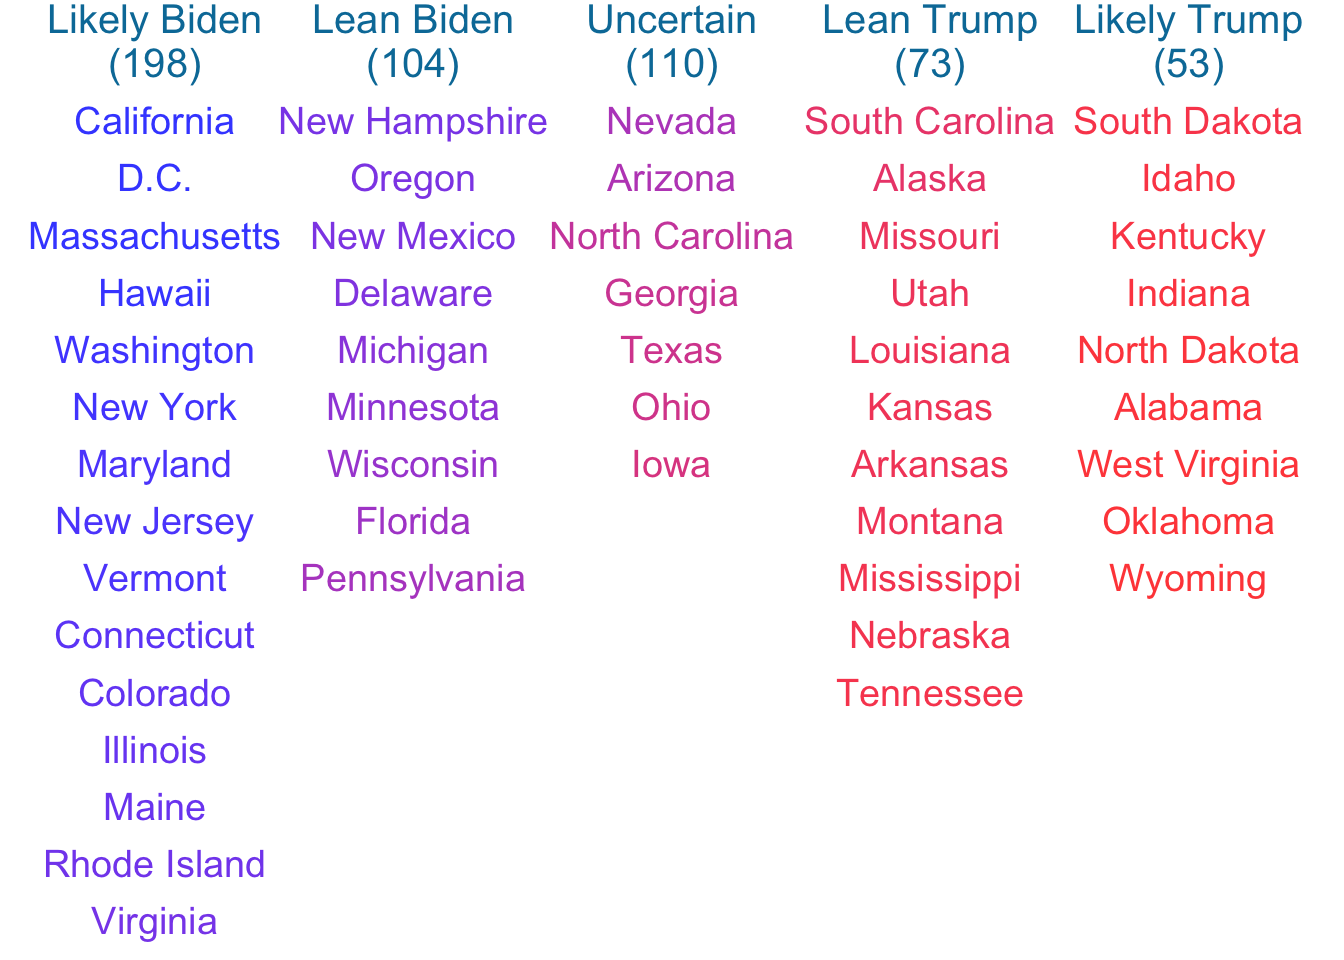 Likely Biden Lean Biden Uncertain Lean Trump Likely Trump
(198) (104) (110) (73) (53)
California New Hampshire Nevada South Carolina South Dakota
D.C. Oregon Arizona Alaska Idaho
Massachusetts New Mexico North Carolina Missouri Kentucky
Hawaii Delaware Georgia Utah Indiana
Washington Michigan Texas Louisiana North Dakota
New York Minnesota Ohio Kansas Alabama
Maryland Wisconsin Iowa Arkansas West Virginia
New Jersey Florida Montana Oklahoma
Vermont Pennsylvania Mississippi Wyoming
Connecticut Nebraska
Colorado Tennessee
Illinois
Maine
Rhode Island
Virginia